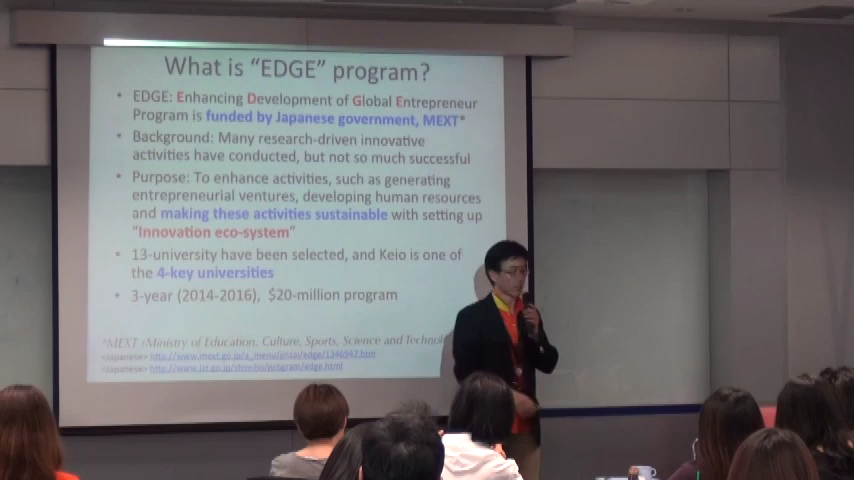 What is “EDGE” program?
• EDGE: Enhancing Development of Global Entrepreneur
Program is funded by Japanese government, MEXT*
• Background: Many research-driven innovative
activities have conducted, but not so much successful
• Purpose: To enhance activities, such as generating
entrepreneurial ventures, developing human resources
and making these activities sustainable with setting up
“Innovation eco-system”
• 13-university have been selected, and Keio is one of
the 4-key universities
• 3-year (2014-2016), $20-million program
*MEXT :Ministry of Education, Culture, Sports, Science and Technol
<Japanese> http://www.mext.go.jp/a_menu/jinzai/edge/1346947.htm
<Japanese> http://www.jst.go.jp/shincho/program/edge.html